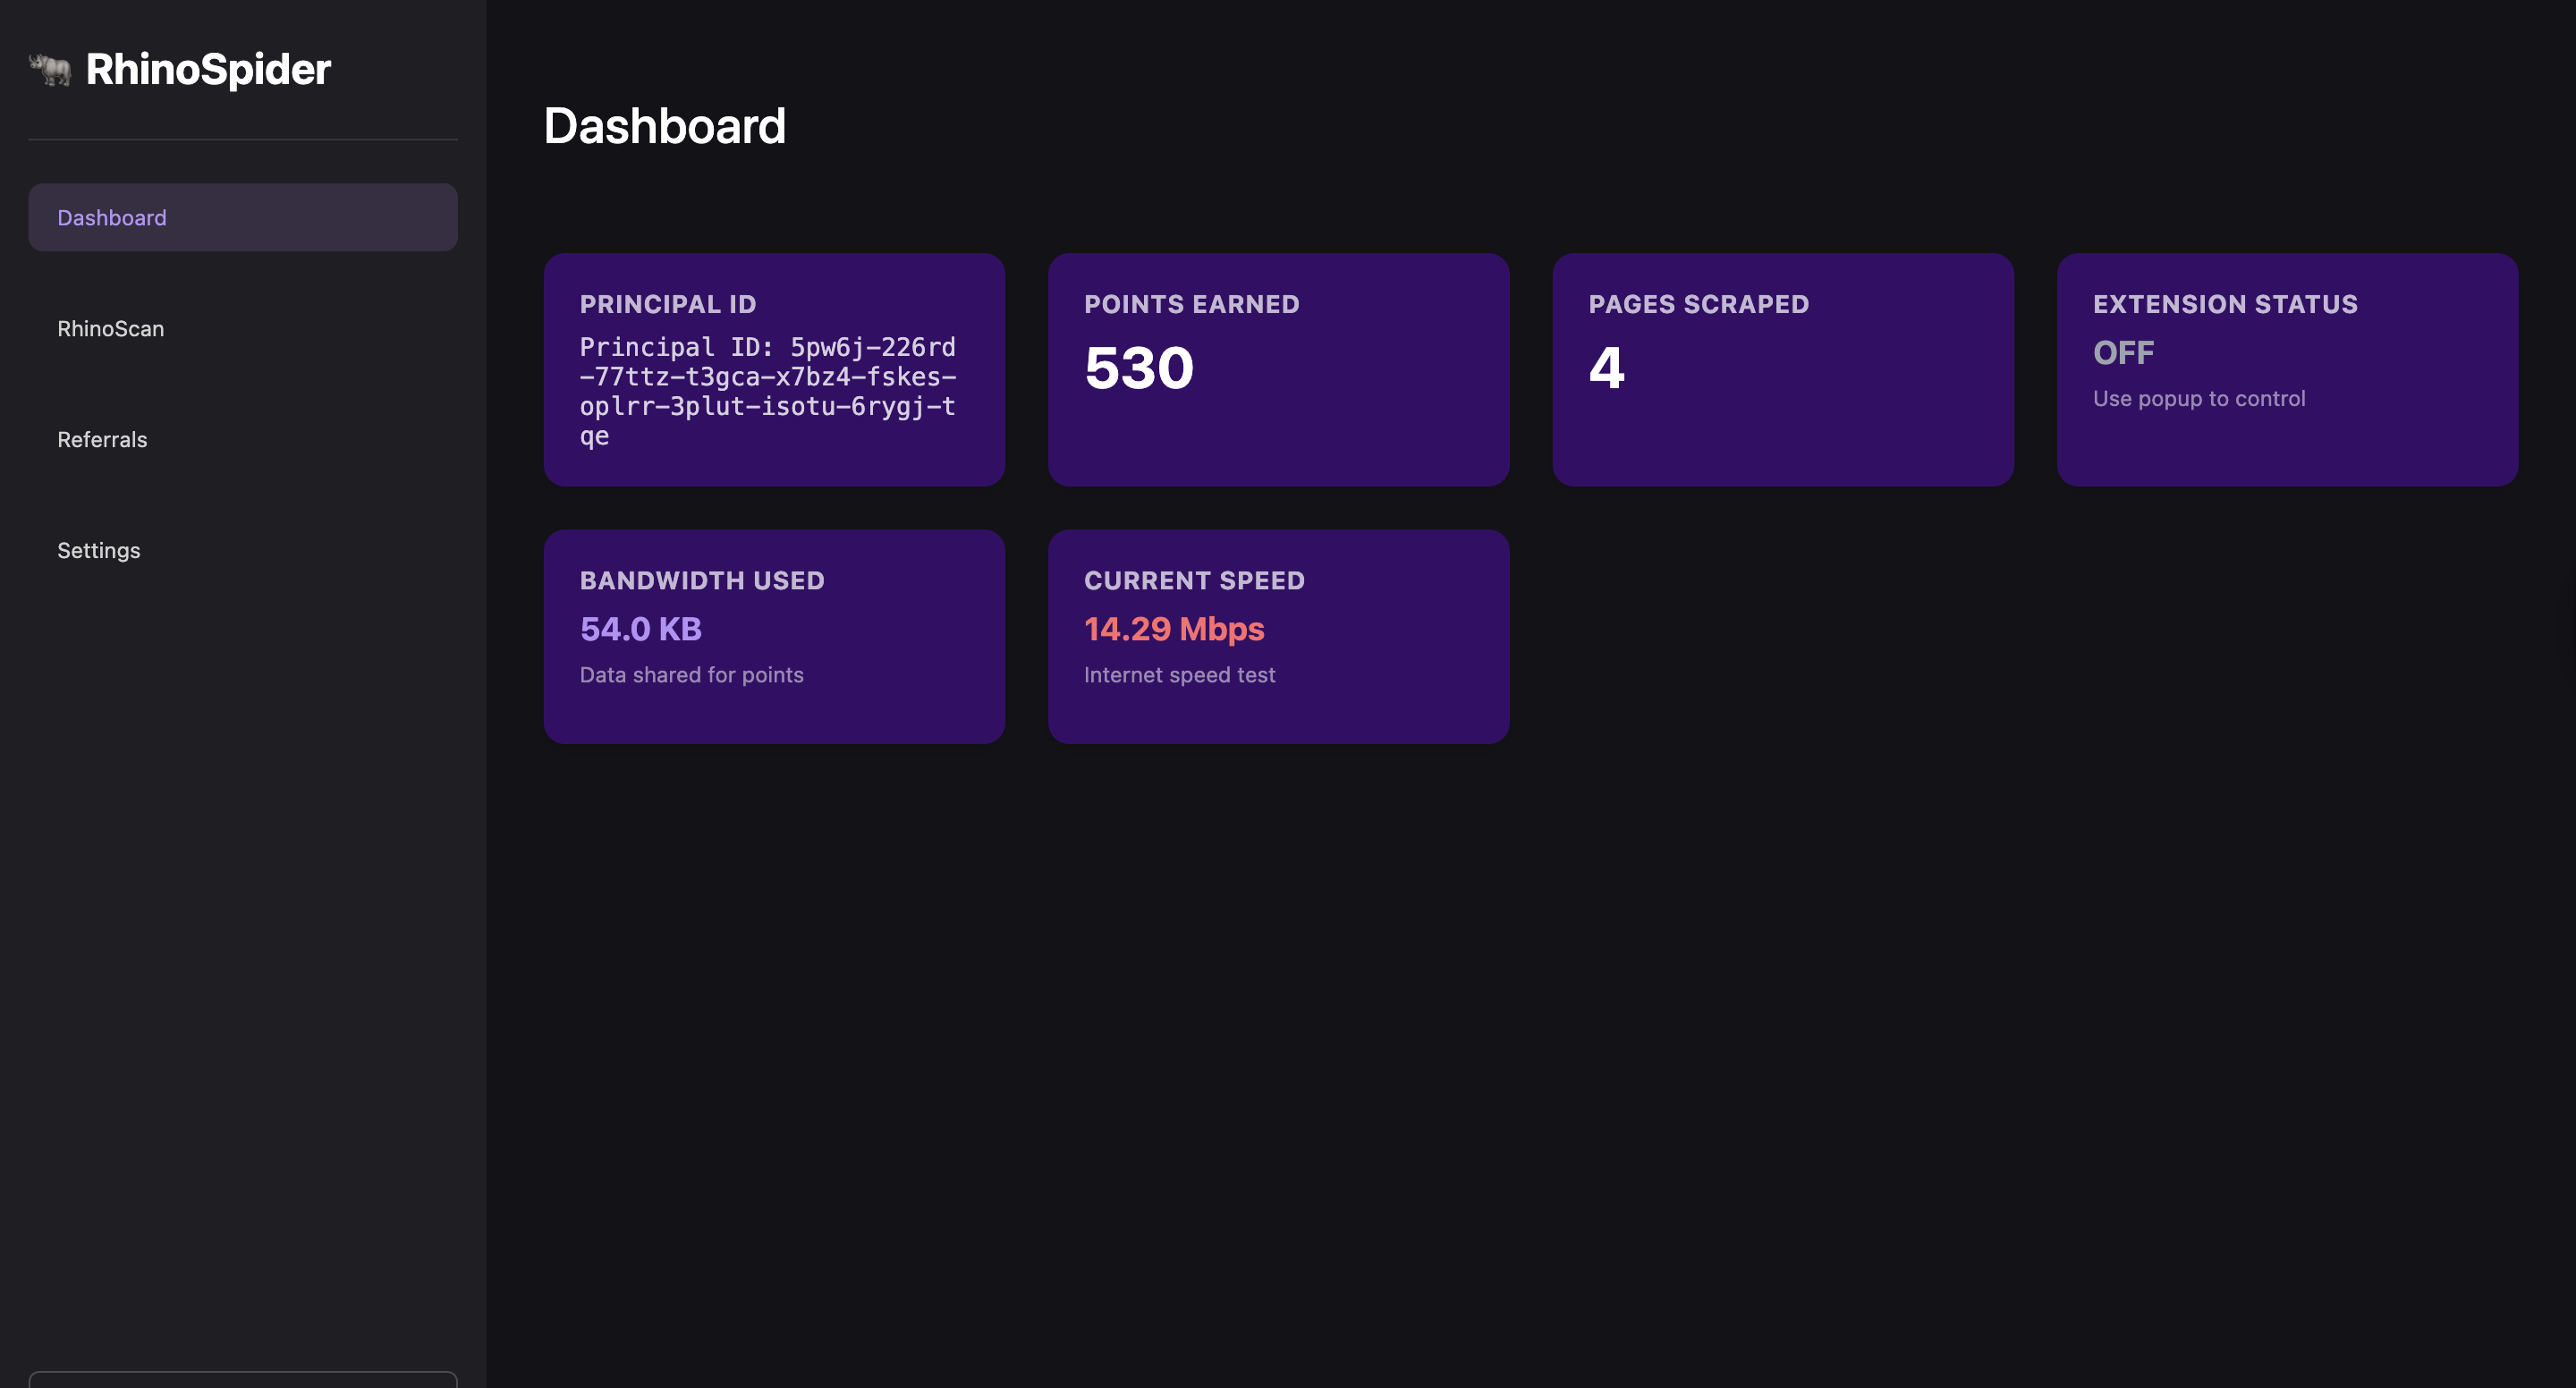 RhinoSpider
Dashboard
RhinoScan
Referrals
Settings
Dashboard
PRINCIPAL ID
Principal ID: 5pw6j-226rd
-77ttz-t3gca-x7bz4-fskes-
oplrr-3plut-isotu-6rygj-t
qe
POINTS EARNED
530
PAGES SCRAPED
4
EXTENSION STATUS
OFF
Use popup to control
BANDWIDTH USED
54.0 KB
Data shared for points
CURRENT SPEED
14.29 Mbps
Internet speed test